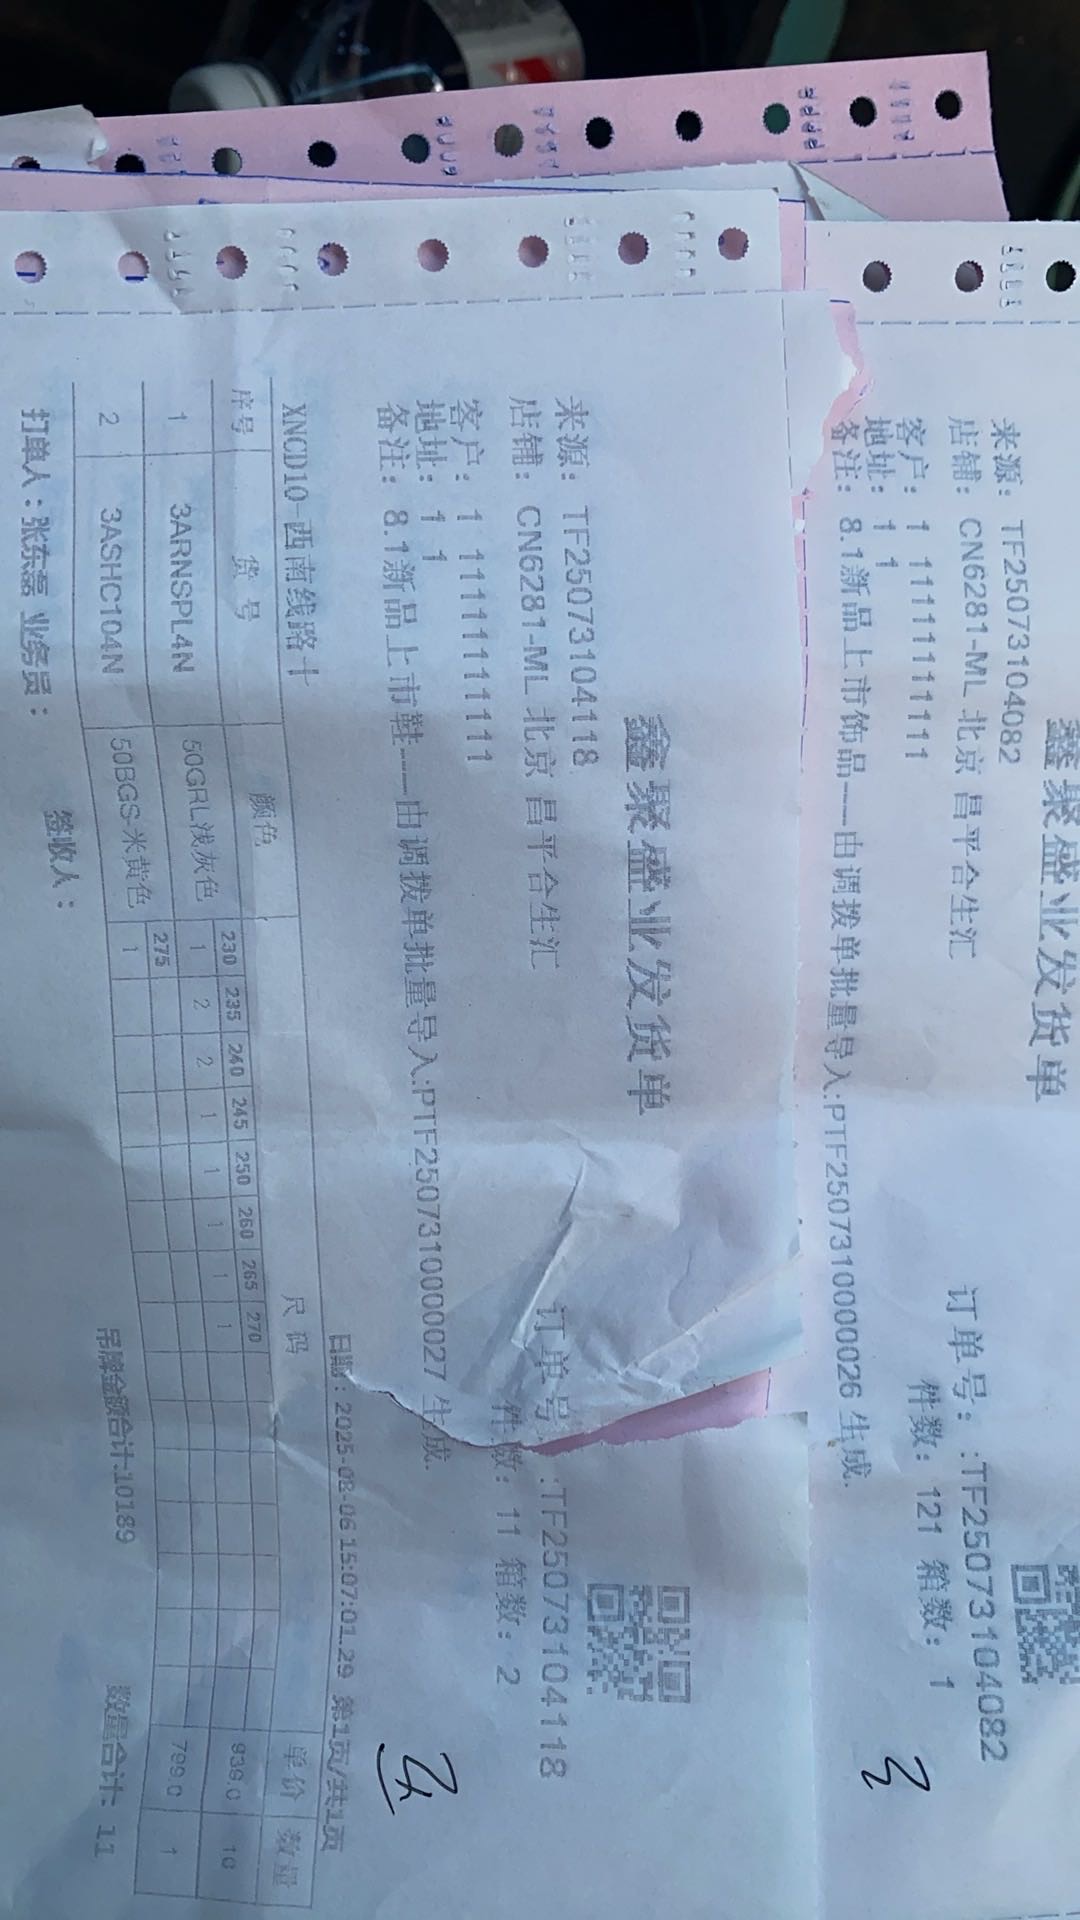 鑫聚盛业发货单
来源: TF25073104082
订单号: :TF25073104082
店铺: CN6281-ML 北京 昌平合生汇
件数: 121 箱数: 1
客户: 1 11111111111
地址: 1 1
备注: 8.1新品上市饰品——由调拨单批量导入:PTF250731000026 生成.
鑫聚盛业发货单
来源: TF25073104118
订单号 :TF25073104118
店铺: CN6281-ML 北京 昌平合生汇
件数: 11 箱数: 2
客户: 1 11111111111
地址: 1 1
备注: 8.1新品上市鞋——由调拨单批量导入:PTF250731000027 生成.
XNCD10-西南线路十 日期: 2025-08-06 15:07:01.29 第1页/共1页
序号 货号 颜色 尺码 单价 数量
230 235 240 245 250 260 265 270
1 3ARNSPL4N 50GRL浅灰色 1 2 2 1 1 1 1 1 939.0 10
275
2 3ASHC104N 50BGS-米黄色 1 799.0 1
吊牌金额合计:10189 数量合计: 11
打单人: 张东磊 业务员: 签收人: